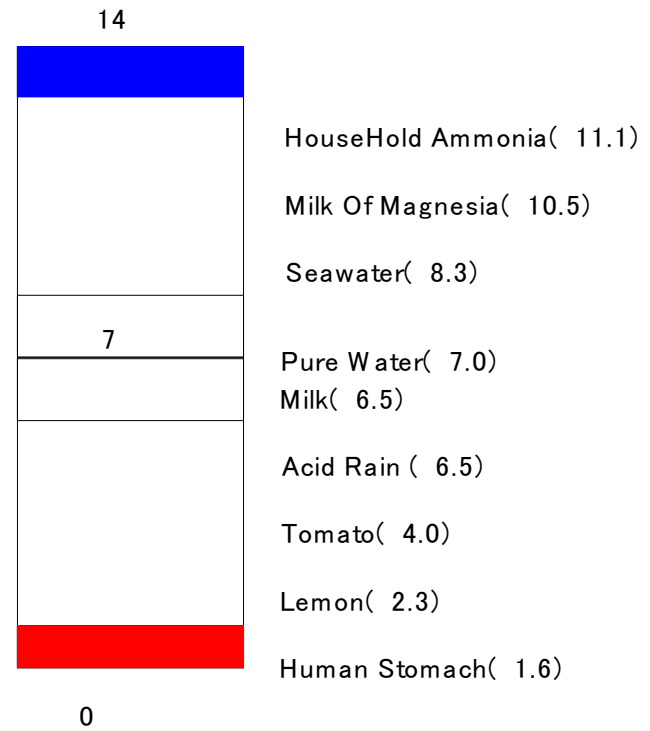 14
HouseHold Ammonia( 11.1)
Milk Of Magnesia( 10.5)
Seawater( 8.3)
7
Pure Water( 7.0)
Milk( 6.5)
Acid Rain ( 6.5)
Tomato( 4.0)
Lemon( 2.3)
Human Stomach( 1.6)
0